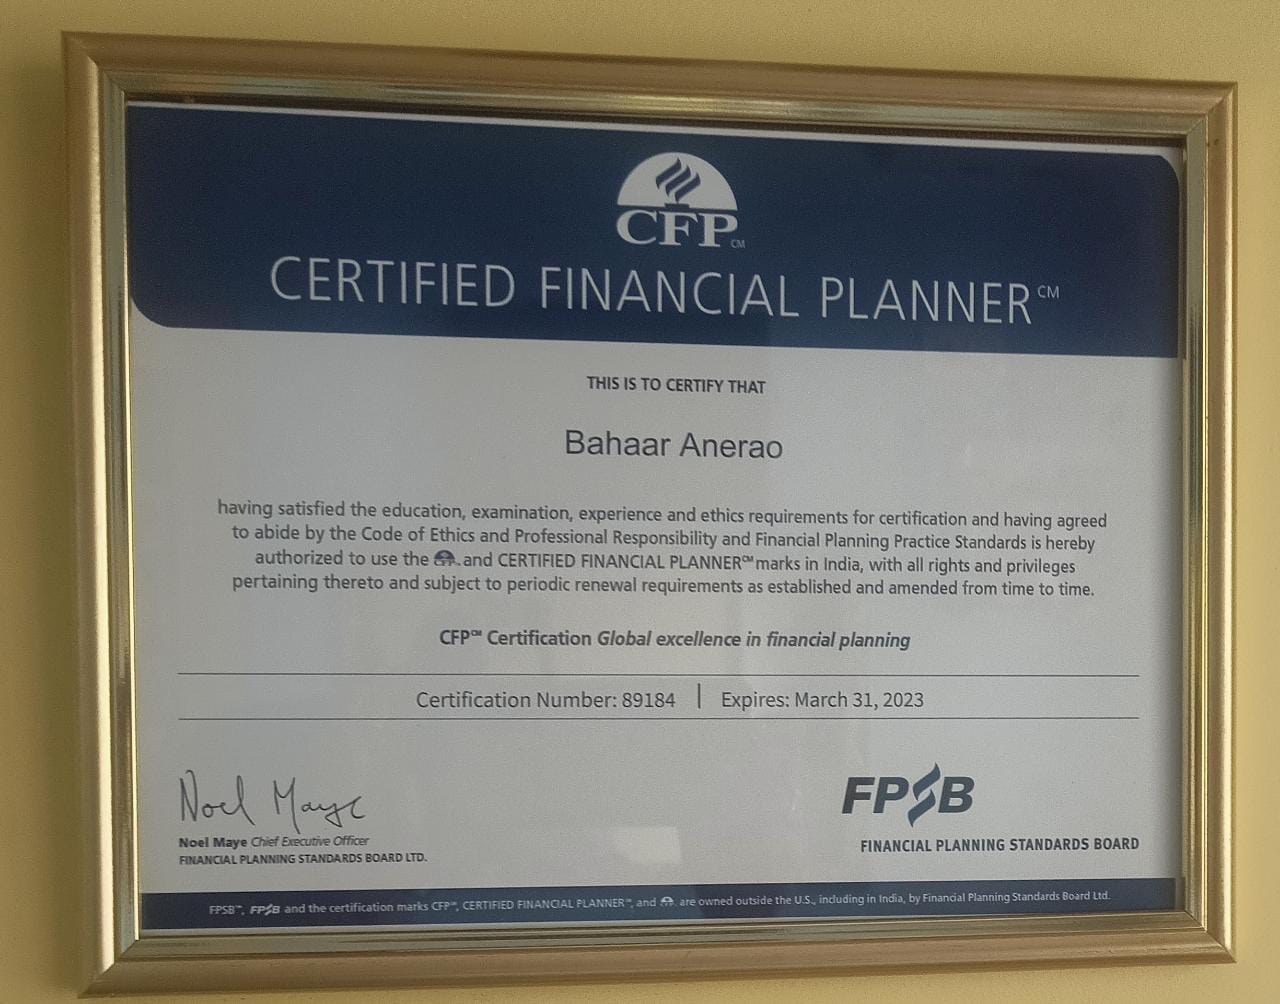 CFP CM
CERTIFIED FINANCIAL PLANNER CM
THIS IS TO CERTIFY THAT
Bahaar Anerao
having satisfied the education, examination, experience and ethics requirements for certification and having agreed
to abide by the Code of Ethics and Professional Responsibility and Financial Planning Practice Standards is hereby
authorized to use the and CERTIFIED FINANCIAL PLANNER CM marks in India, with all rights and privileges
pertaining thereto and subject to periodic renewal requirements as established and amended from time to time.
CFP CM Certification Global excellence in financial planning
Certification Number: 89184 | Expires: March 31, 2023
Noel Maye
Noel Maye Chief Executive Officer
FINANCIAL PLANNING STANDARDS BOARD LTD.
FPSB
FINANCIAL PLANNING STANDARDS BOARD
FPSB™, FPSB and the certification marks CFP, CERTIFIED FINANCIAL PLANNER, and are owned outside the U.S., including in India, by Financial Planning Standards Board Ltd.